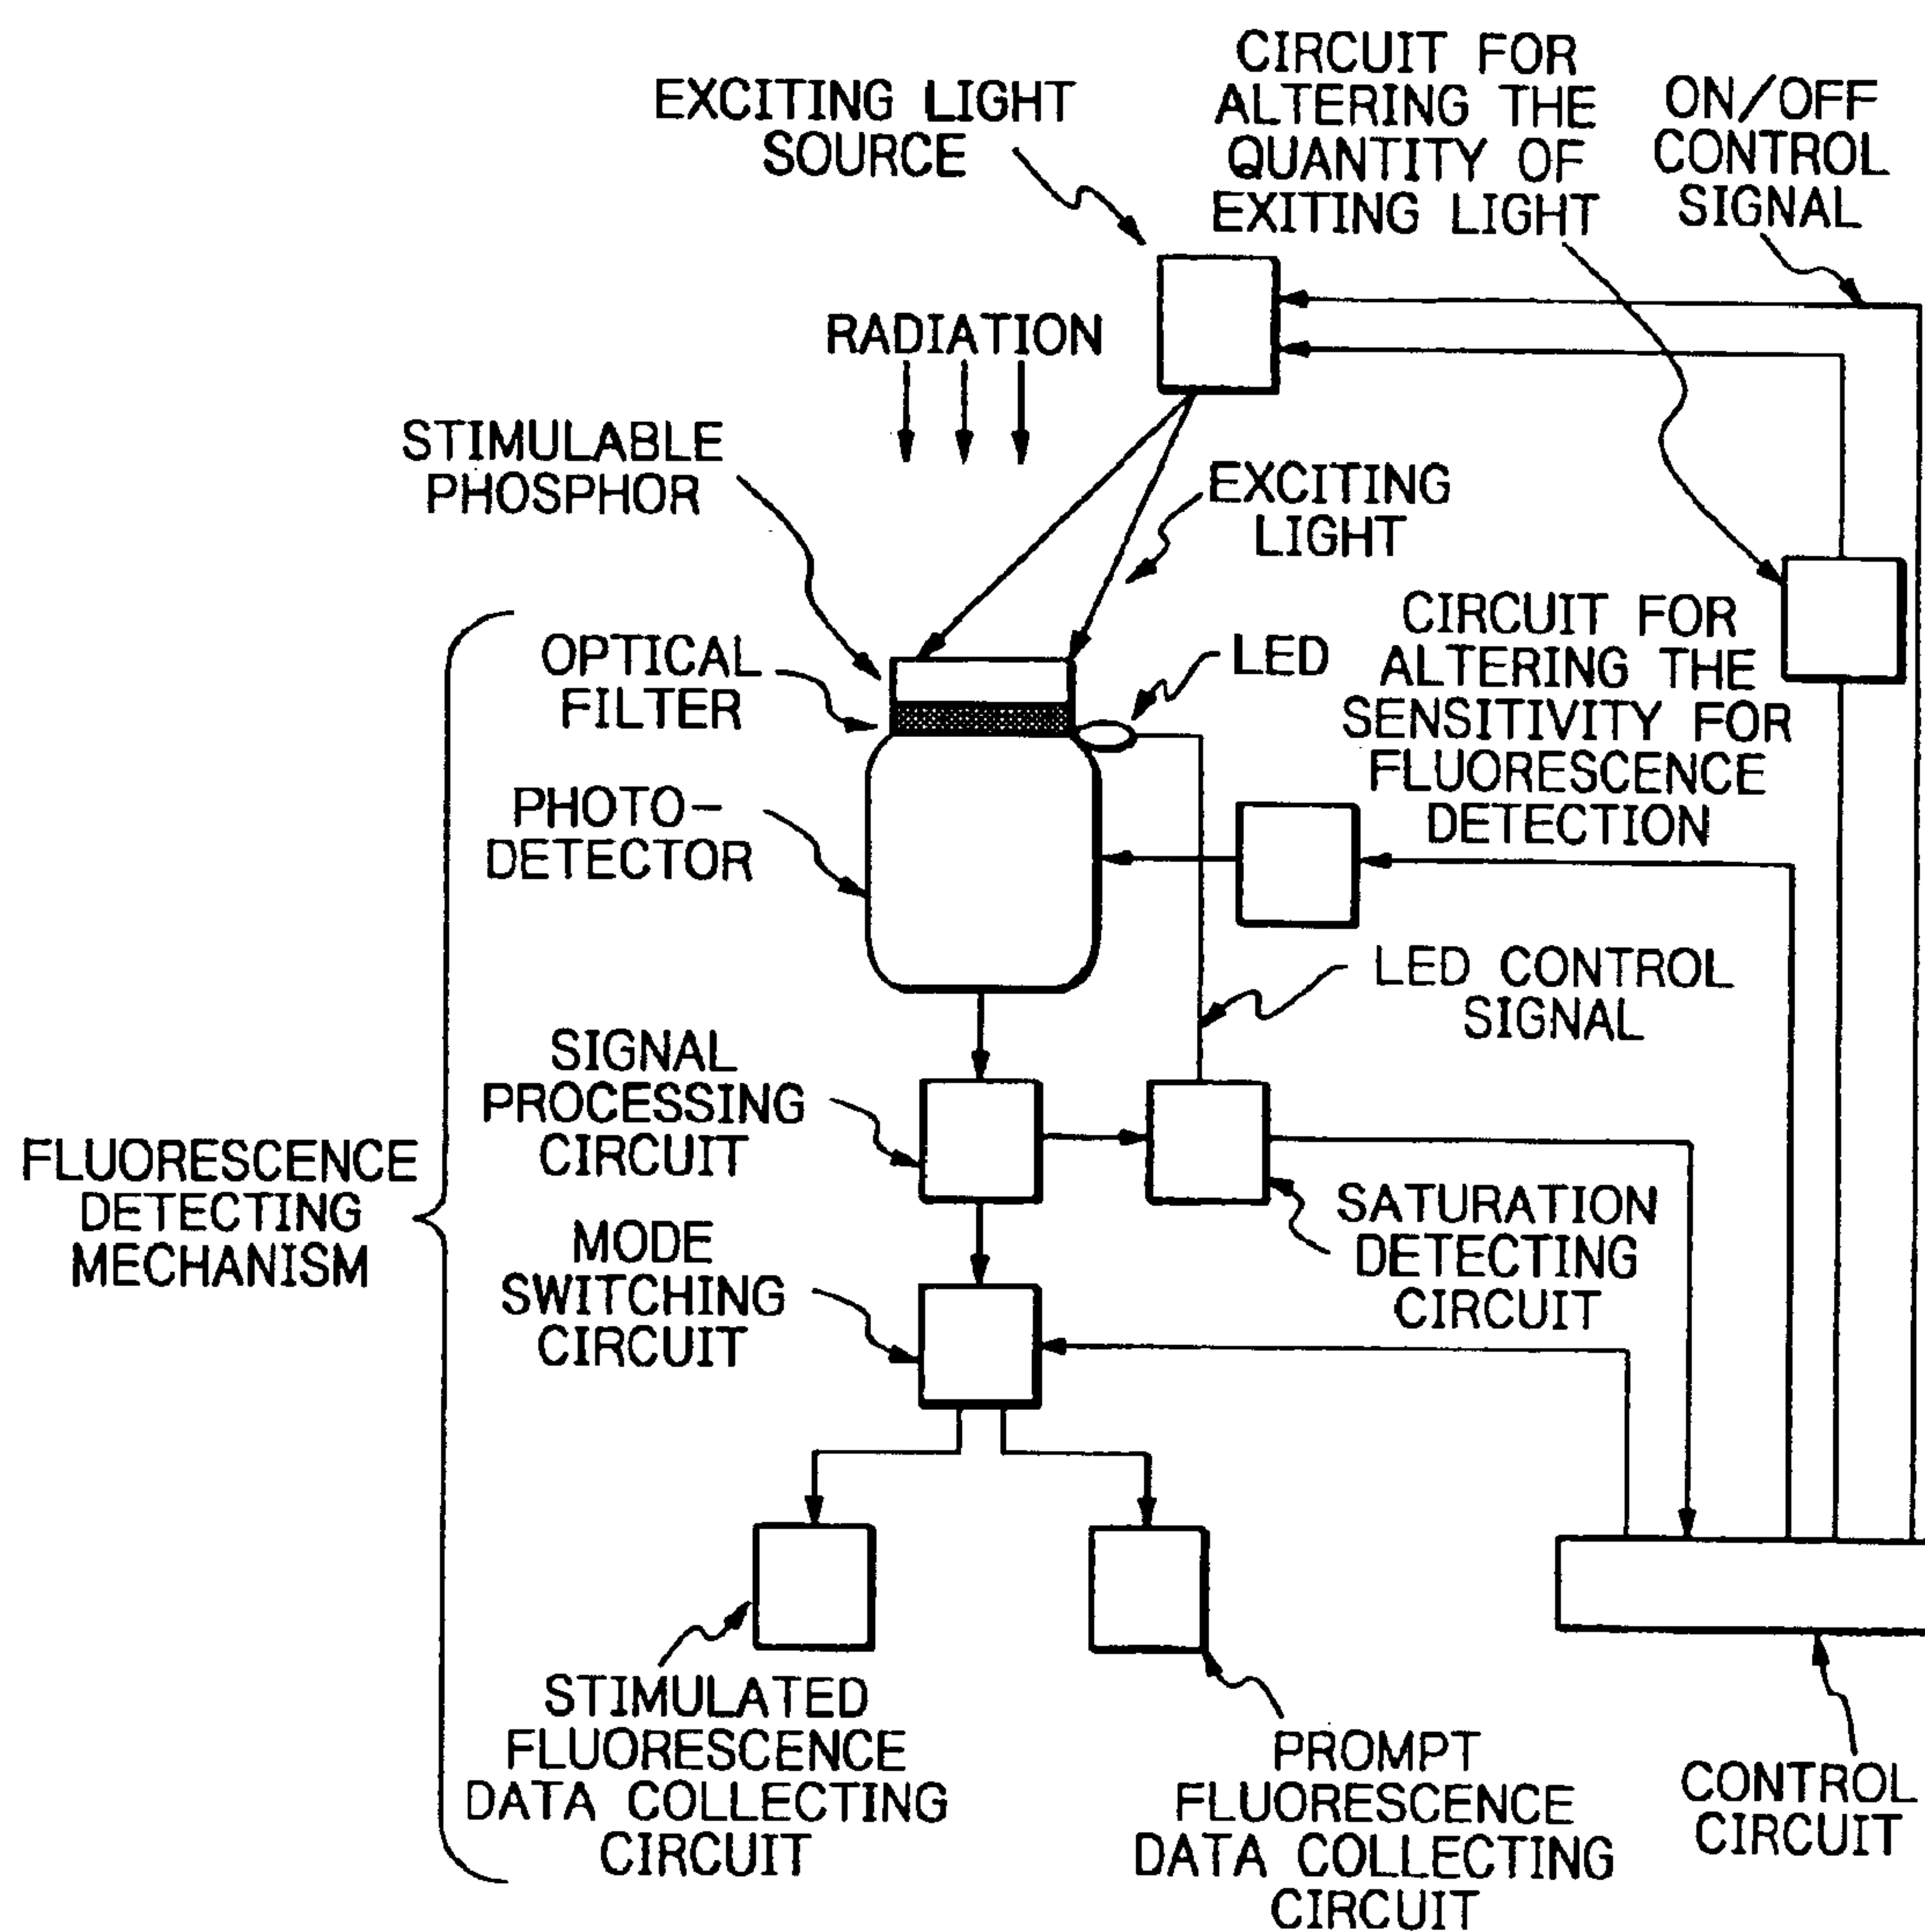 EXCITING LIGHT
SOURCE
CIRCUIT FOR
ALTERING THE
QUANTITY OF
EXITING LIGHT
ON/OFF
CONTROL
SIGNAL
RADIATION
STIMULABLE
PHOSPHOR
EXCITING
LIGHT
OPTICAL
FILTER
LED
CIRCUIT FOR
ALTERING THE
SENSITIVITY FOR
FLUORESCENCE
DETECTION
PHOTO-
DETECTOR
LED CONTROL
SIGNAL
SIGNAL
PROCESSING
CIRCUIT
FLUORESCENCE
DETECTING
MECHANISM
SATURATION
DETECTING
CIRCUIT
MODE
SWITCHING
CIRCUIT
STIMULATED
FLUORESCENCE
DATA COLLECTING
CIRCUIT
PROMPT
FLUORESCENCE
DATA COLLECTING
CIRCUIT
CONTROL
CIRCUIT